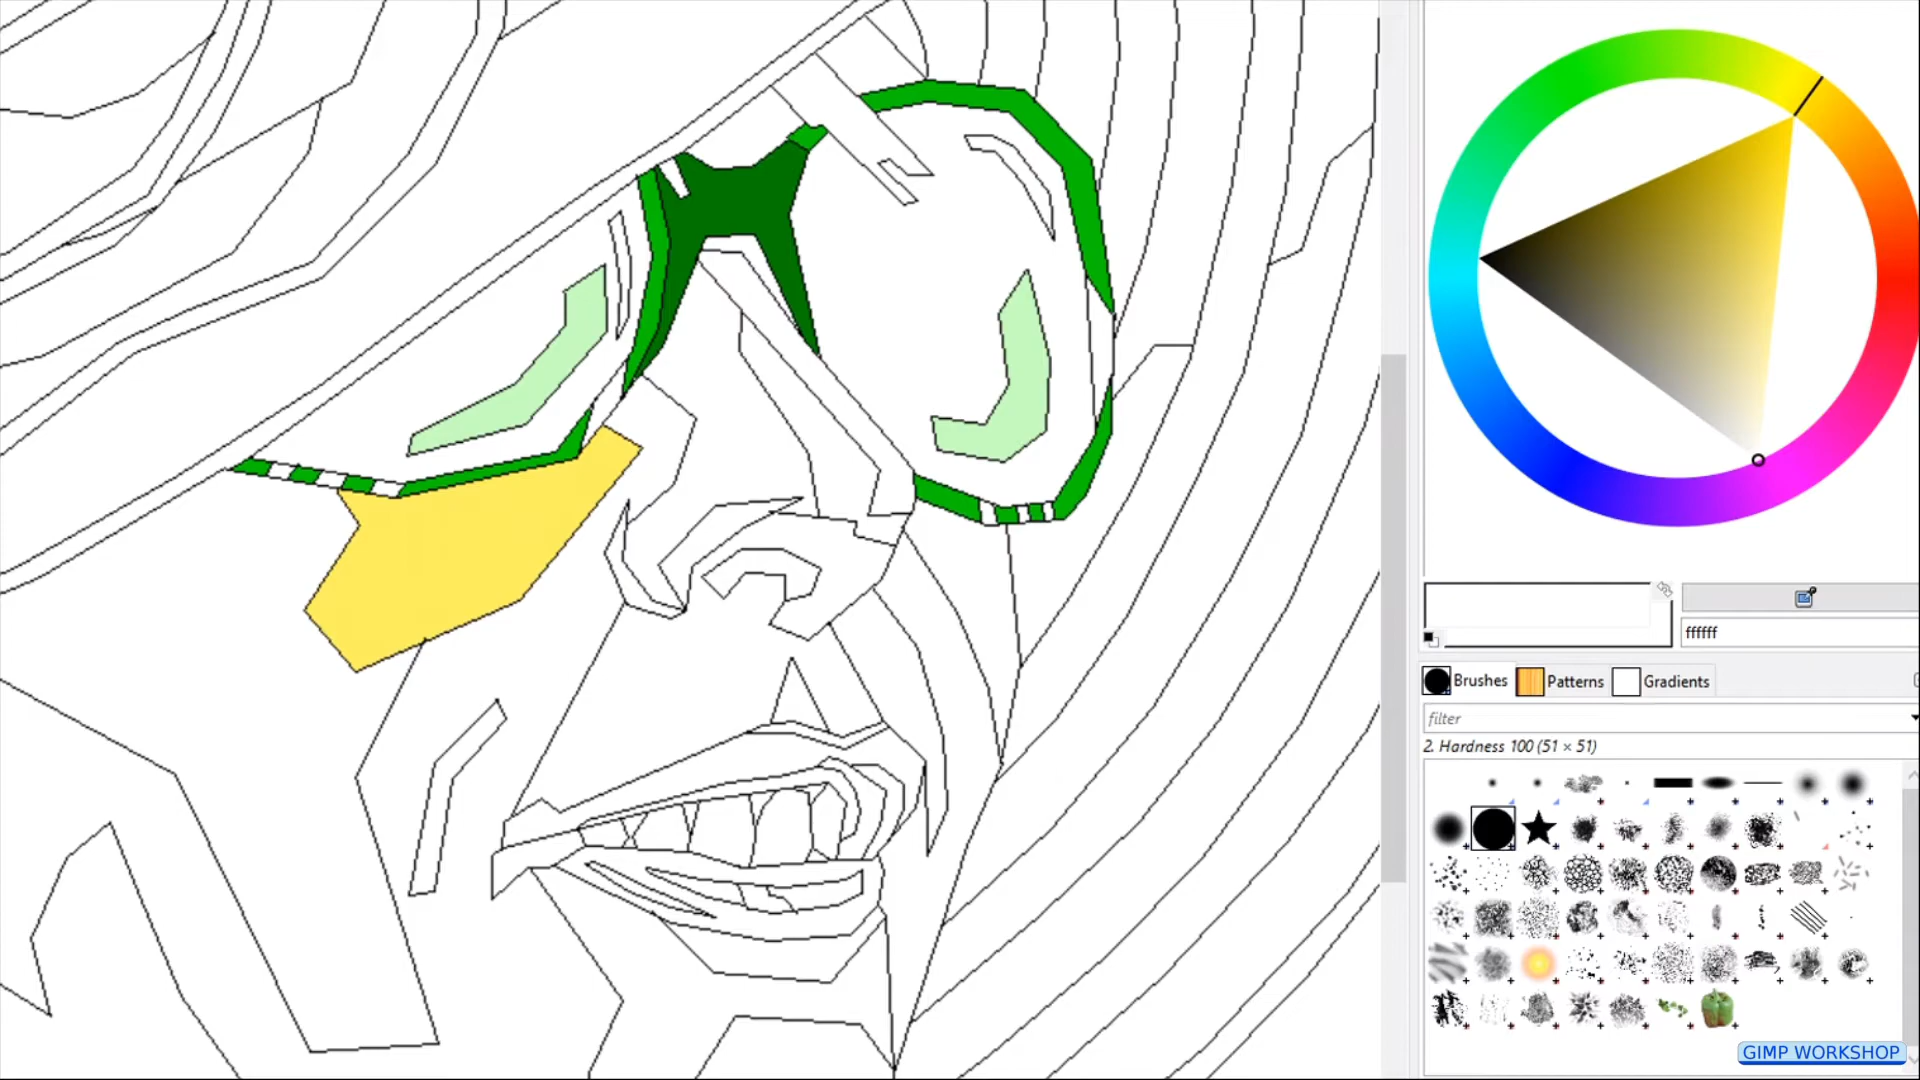 ffffff
Brushes Patterns Gradients
filter
2. Hardness 100 (51 × 51)
GIMP WORKSHOP